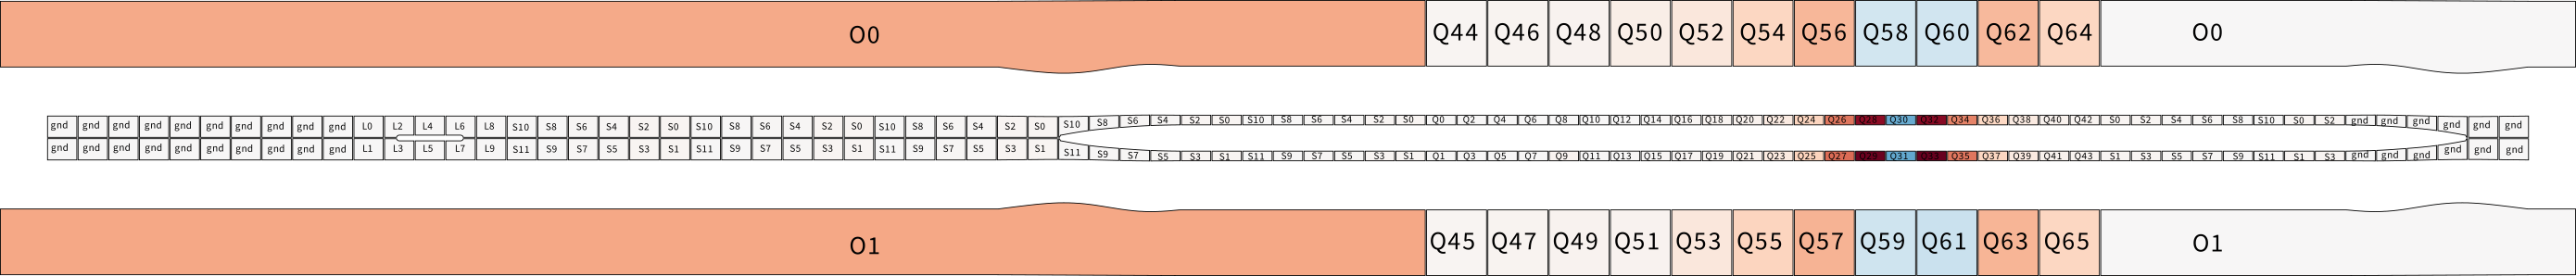 O0 Q44 Q46 Q48 Q50 Q52 Q54 Q56 Q58 Q60 Q62 Q64 O0
gnd gnd gnd gnd gnd gnd gnd gnd gnd gnd L0 L2 L4 L6 L8 S10 S8 S6 S4 S2 S0 S10 S8 S6 S4 S2 S0 S10 S8 S6 S4 S2 S0 S10 S8 S6 S4 S2 S0 S10 S8 S6 S4 S2 S0 Q0 Q2 Q4 Q6 Q8 Q10 Q12 Q14 Q16 Q18 Q20 Q22 Q24 Q26 Q28 Q30 Q32 Q34 Q36 Q38 Q40 Q42 S0 S2 S4 S6 S8 S10 S0 S2 gnd gnd gnd gnd gnd gnd
gnd gnd gnd gnd gnd gnd gnd gnd gnd gnd L1 L3 L5 L7 L9 S11 S9 S7 S5 S3 S1 S11 S9 S7 S5 S3 S1 S11 S9 S7 S5 S3 S1 S11 S9 S7 S5 S3 S1 S11 S9 S7 S5 S3 S1 Q1 Q3 Q5 Q7 Q9 Q11 Q13 Q15 Q17 Q19 Q21 Q23 Q25 Q27 Q29 Q31 Q33 Q35 Q37 Q39 Q41 Q43 S1 S3 S5 S7 S9 S11 S1 S3 gnd gnd gnd gnd gnd gnd
O1 Q45 Q47 Q49 Q51 Q53 Q55 Q57 Q59 Q61 Q63 Q65 O1